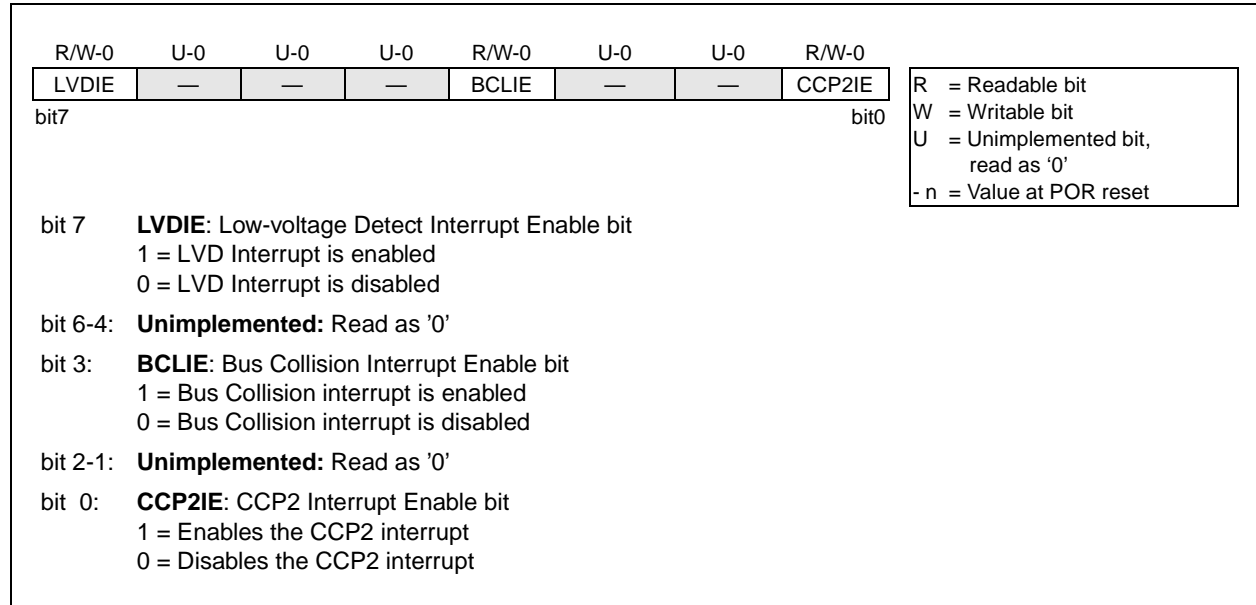 R/W-0 U-0 U-0 U-0 R/W-0 U-0 U-0 R/W-0
LVDIE — — — BCLIE — — CCP2IE
bit7 bit0
R = Readable bit
W = Writable bit
U = Unimplemented bit,
read as ‘0’
- n = Value at POR reset
bit 7 LVDIE: Low-voltage Detect Interrupt Enable bit
1 = LVD Interrupt is enabled
0 = LVD Interrupt is disabled
bit 6-4: Unimplemented: Read as '0'
bit 3: BCLIE: Bus Collision Interrupt Enable bit
1 = Bus Collision interrupt is enabled
0 = Bus Collision interrupt is disabled
bit 2-1: Unimplemented: Read as '0'
bit 0: CCP2IE: CCP2 Interrupt Enable bit
1 = Enables the CCP2 interrupt
0 = Disables the CCP2 interrupt